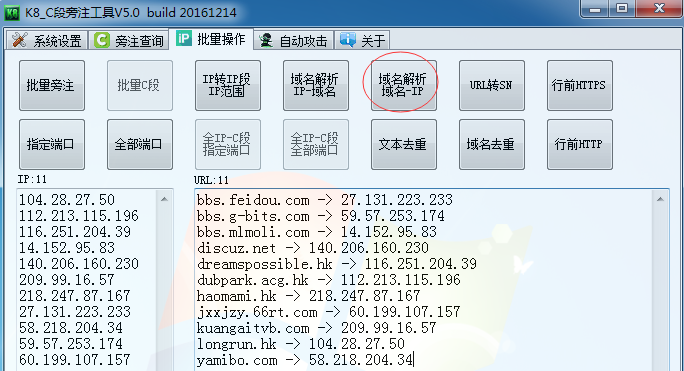 K8_C段旁注工具V5.0 build 20161214
系统设置 旁注查询 批量操作 自动攻击 关于
批量旁注 批量C段 IP转IP段 IP范围 域名解析 IP-域名 域名解析 域名-IP URL转SN 行前HTTPS
指定端口 全部端口 全IP-C段 指定端口 全IP-C段 全部端口 文本去重 域名去重 行前HTTP
IP:11
104.28.27.50
112.213.115.196
116.251.204.39
14.152.95.83
140.206.160.230
209.99.16.57
218.247.87.167
27.131.223.233
58.218.204.34
59.57.253.174
60.199.107.157
URL:11
bbs.feidou.com -> 27.131.223.233
bbs.g-bits.com -> 59.57.253.174
bbs.mlmoli.com -> 14.152.95.83
discuz.net -> 140.206.160.230
dreamspossible.hk -> 116.251.204.39
dubpark.acg.hk -> 112.213.115.196
haomami.hk -> 218.247.87.167
jxxjzy.66rt.com -> 60.199.107.157
kuangaitvb.com -> 209.99.16.57
longrun.hk -> 104.28.27.50
yamibo.com -> 58.218.204.34